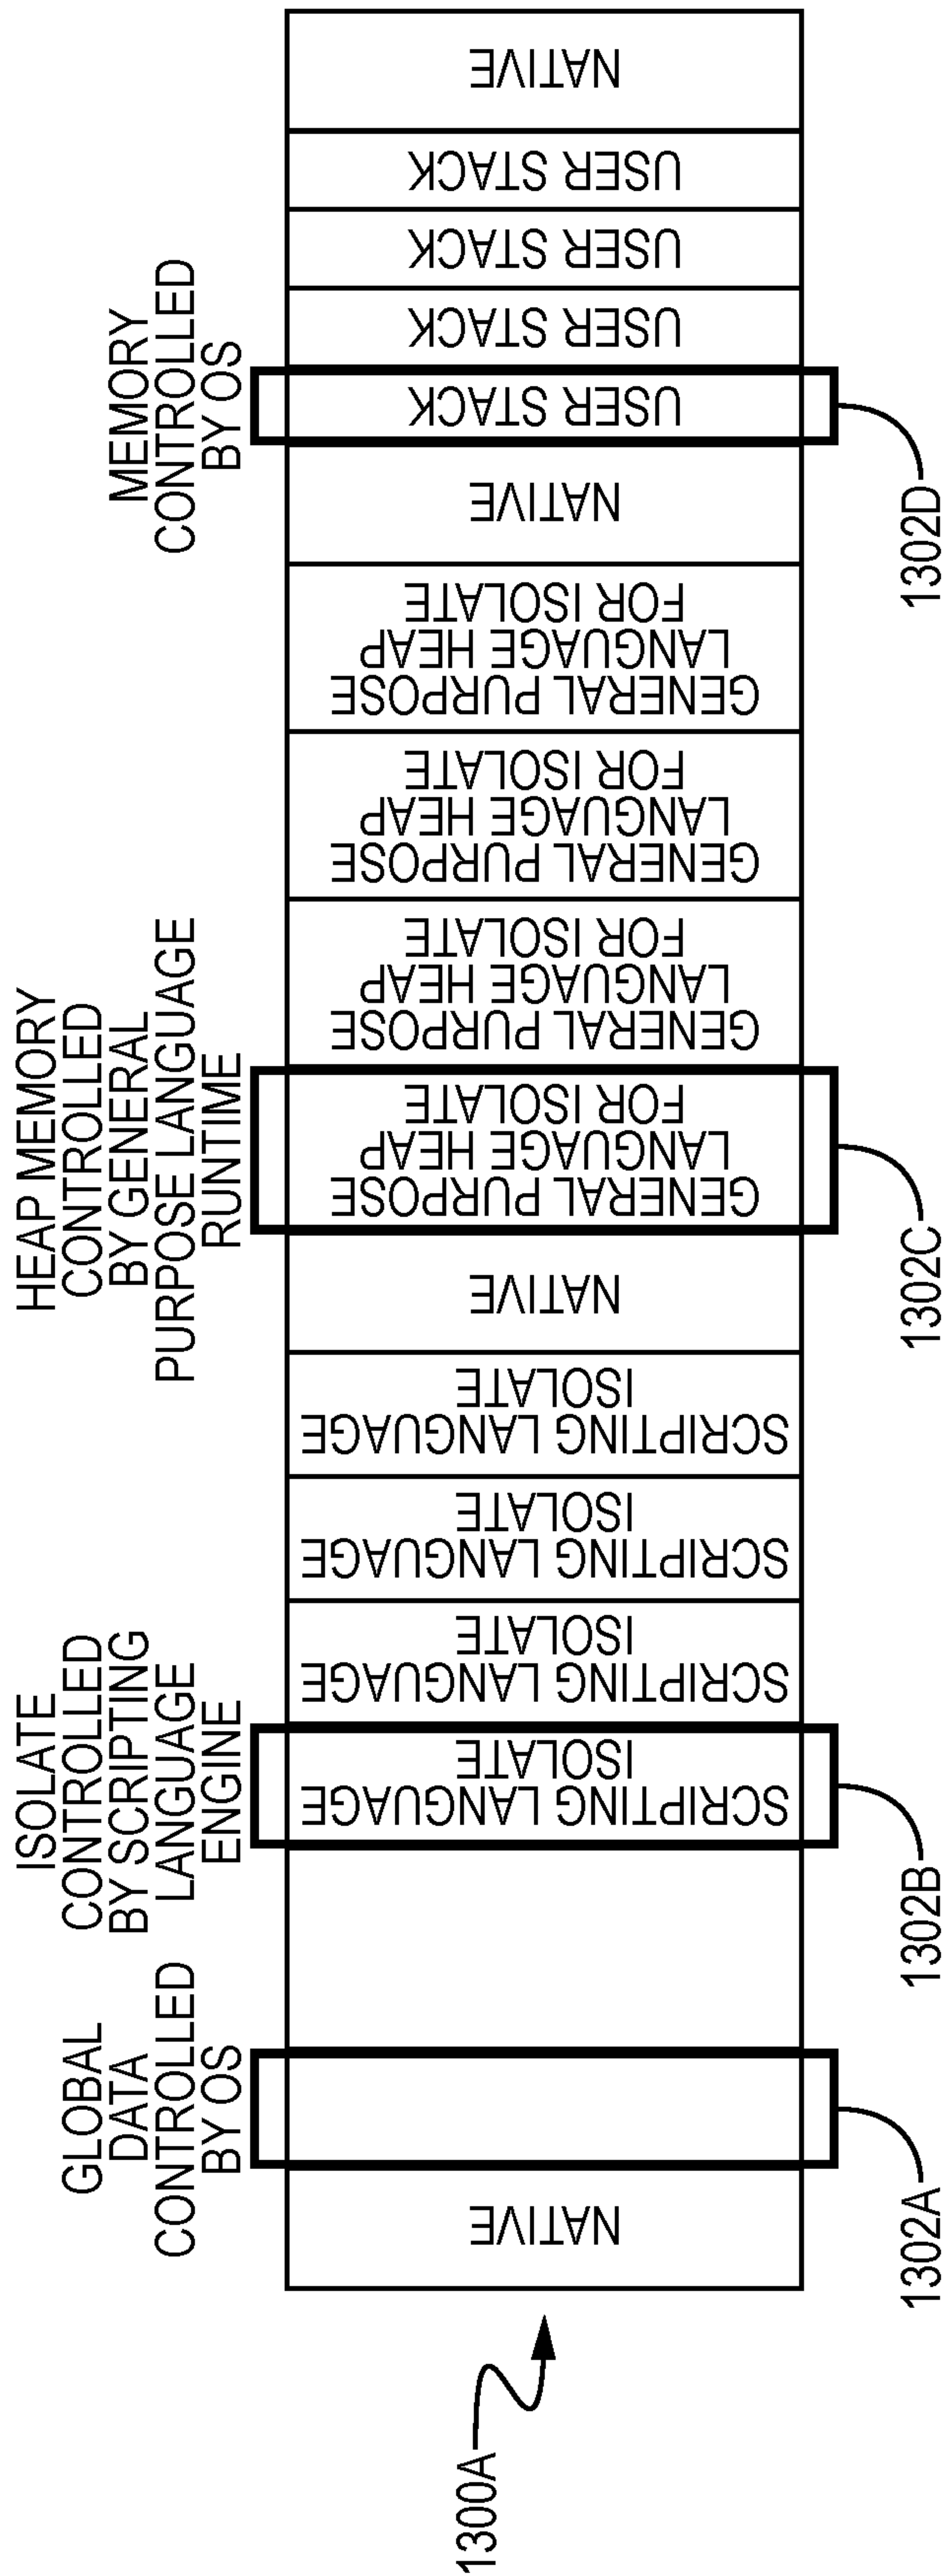 NATIVE
USER STACK
USER STACK
USER STACK
USER STACK
NATIVE
GENERAL PURPOSE
LANGUAGE HEAP
FOR ISOLATE
GENERAL PURPOSE
LANGUAGE HEAP
FOR ISOLATE
GENERAL PURPOSE
LANGUAGE HEAP
FOR ISOLATE
GENERAL PURPOSE
LANGUAGE HEAP
FOR ISOLATE
NATIVE
SCRIPTING LANGUAGE
ISOLATE
SCRIPTING LANGUAGE
ISOLATE
SCRIPTING LANGUAGE
ISOLATE
SCRIPTING LANGUAGE
ISOLATE
NATIVE
MEMORY
CONTROLLED
BY OS
HEAP MEMORY
CONTROLLED
BY GENERAL
PURPOSE LANGUAGE
RUNTIME
ISOLATE
CONTROLLED
BY SCRIPTING
LANGUAGE
ENGINE
GLOBAL
DATA
CONTROLLED
BY OS
1302D
1302C
1302B
1302A
1300A